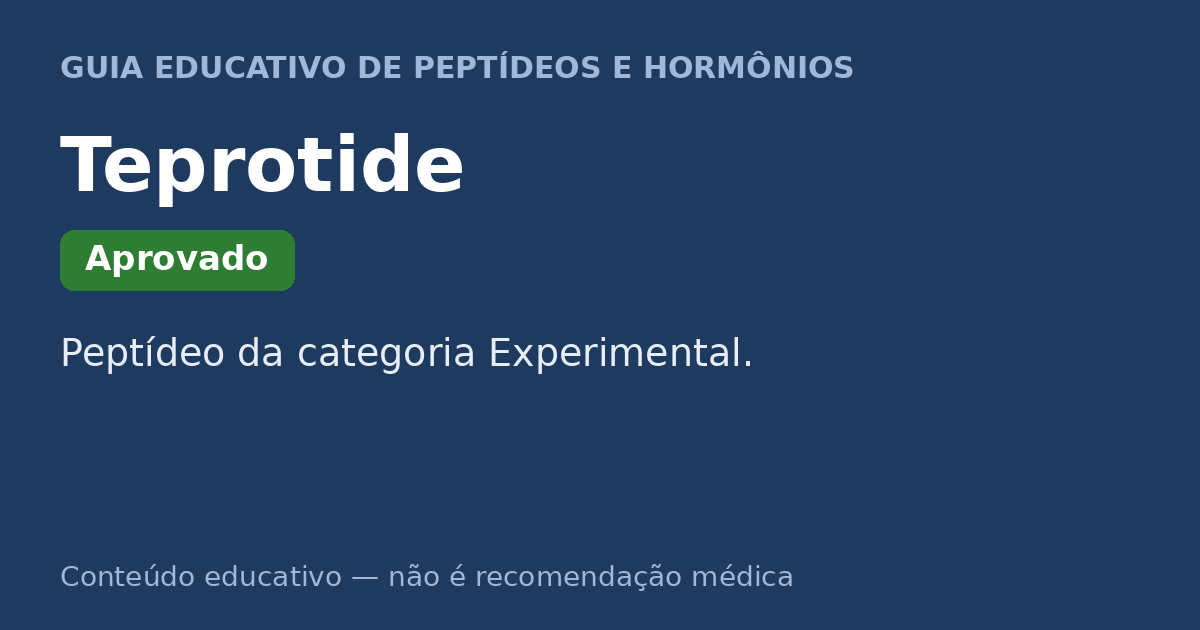 GUIA EDUCATIVO DE PEPTÍDEOS E HORMÔNIOS
Teprotide
Aprovado
Peptídeo da categoria Experimental.
Conteúdo educativo — não é recomendação médica